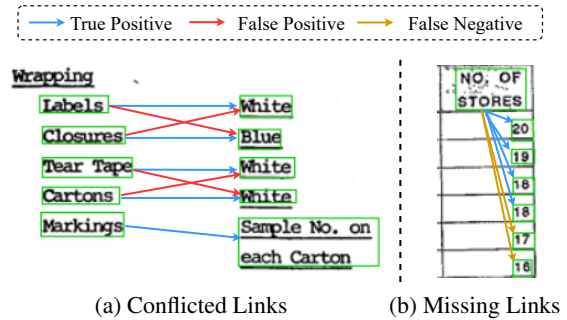 True Positive False Positive False Negative
Wrapping
Labels White
Closures Blue
Tear Tape White
Cartons White
Markings Sample No. on
each Carton
NO. OF
STORES
20
19
18
18
17
16
(a) Conflicted Links (b) Missing Links